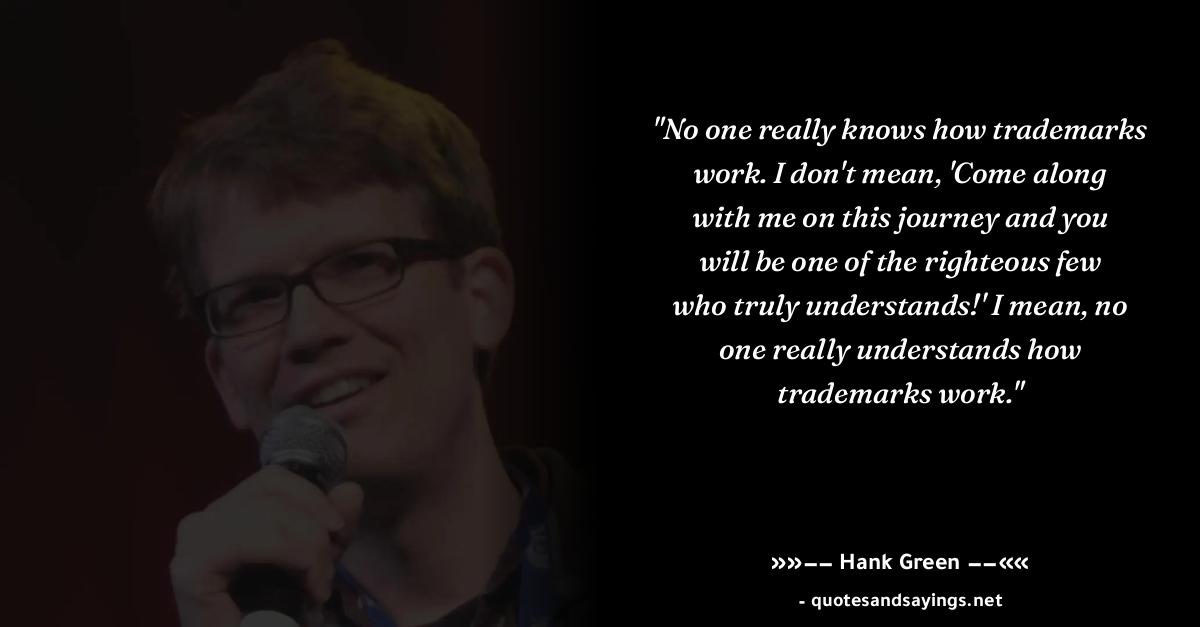 "No one really knows how trademarks
work. I don't mean, 'Come along
with me on this journey and you
will be one of the righteous few
who truly understands!' I mean, no
one really understands how
trademarks work."
»»–– Hank Green ––««
- quotesandsayings.net